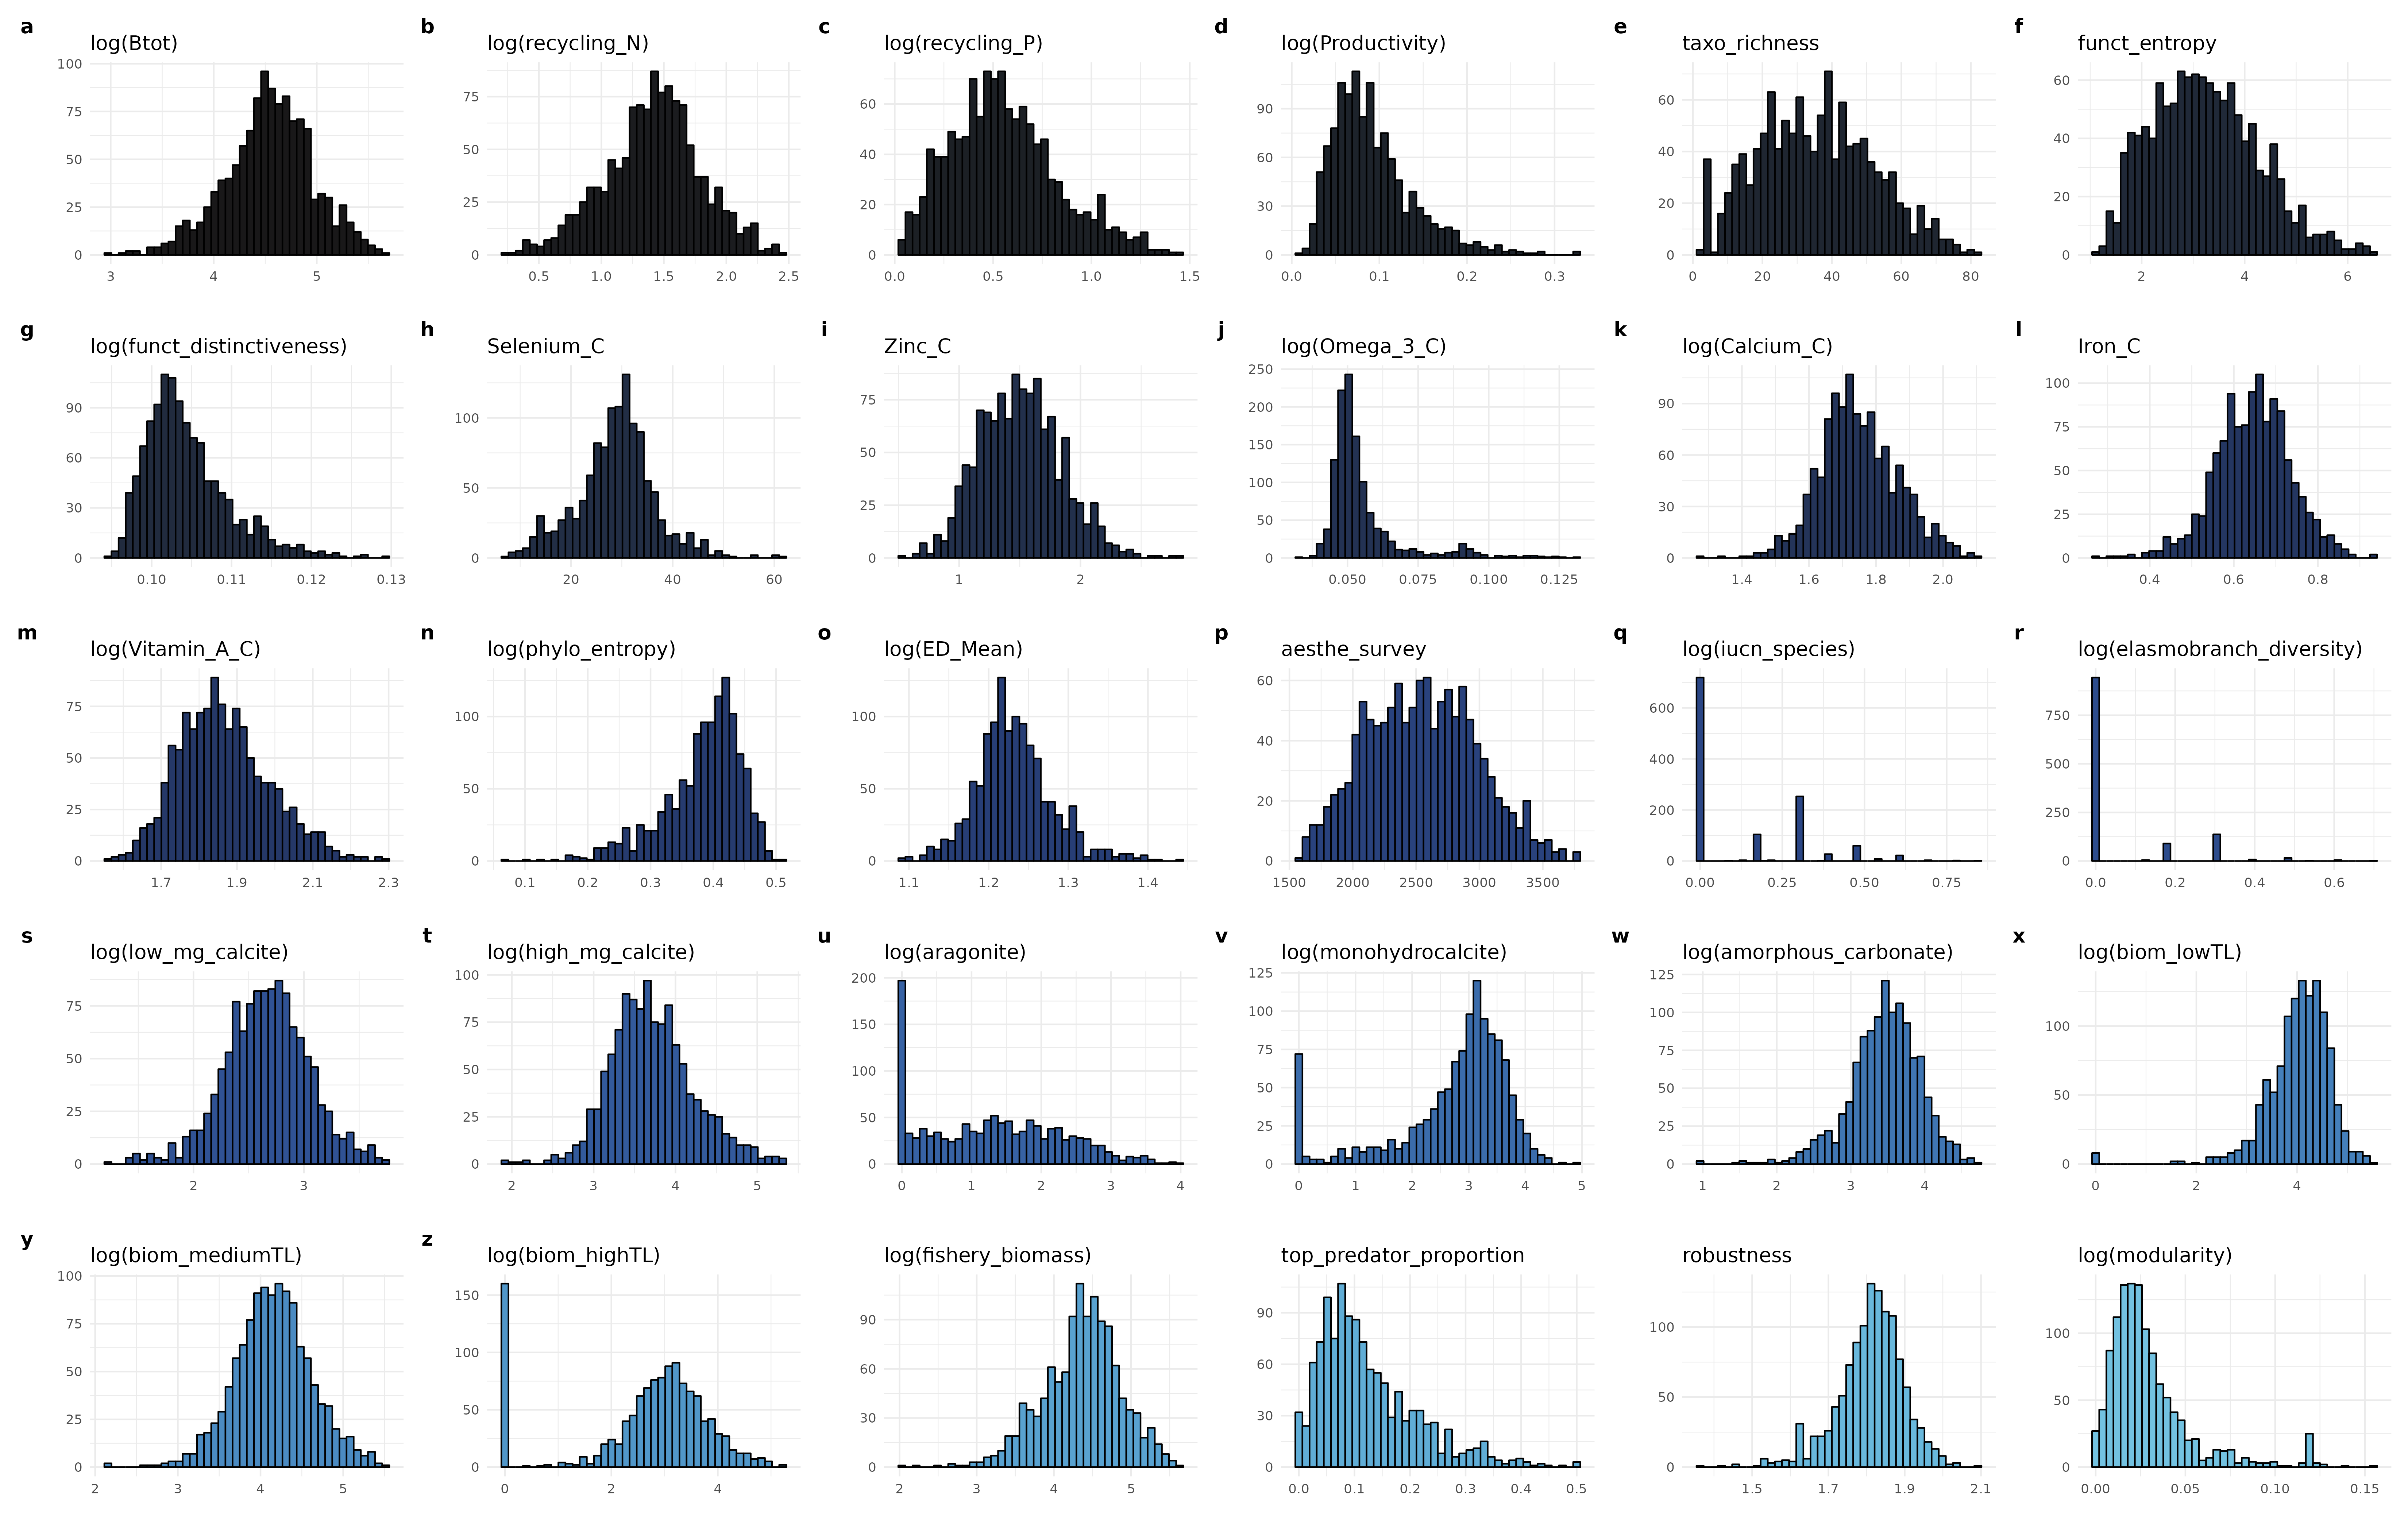 a b c d e f
log(Btot) log(recycling_N) log(recycling_P) log(Productivity) taxo_richness funct_entropy
100
75 75 60 90 60 60
50 50 40 60 40 40
25 25 20 30 20 20
0 0 0 0 0 0
3 4 5 0.5 1.0 1.5 2.0 2.5 0.0 0.5 1.0 1.5 0.0 0.1 0.2 0.3 0 20 40 60 80 2 4 6
g h i j k l
log(funct_distinctiveness) Selenium_C Zinc_C log(Omega_3_C) log(Calcium_C) Iron_C
90 100 75 250 90 100
60 50 50 200 60 75
30 0 25 150 30 50
0 0 100 0 25
50 0
0
0.10 0.11 0.12 0.13 20 40 60 1 2 0.050 0.075 0.100 0.125 1.4 1.6 1.8 2.0 0.4 0.6 0.8
m n o p q r
log(Vitamin_A_C) log(phylo_entropy) log(ED_Mean) aesthe_survey log(iucn_species) log(elasmobranch_diversity)
75 100 100 60 600 750
50 50 50 40 400 500
25 0 0 20 200 250
0 0 0 0
1.7 1.9 2.1 2.3 0.1 0.2 0.3 0.4 0.5 1.1 1.2 1.3 1.4 1500 2000 2500 3000 3500 0.00 0.25 0.50 0.75 0.0 0.2 0.4 0.6
s t u v w x
log(low_mg_calcite) log(high_mg_calcite) log(aragonite) log(monohydrocalcite) log(amorphous_carbonate) log(biom_lowTL)
75 100 200 125 125 100
50 75 150 100 100 50
25 50 100 75 75 0
0 25 50 50 50
0 0 25 25
0 0
2 3 2 3 4 5 0 1 2 3 4 0 1 2 3 4 5 1 2 3 4 0 2 4
y z
log(biom_mediumTL) log(biom_highTL) log(fishery_biomass) top_predator_proportion robustness log(modularity)
100 150 90 90 100 100
75 100 60 60 50 50
50 50 30 30 0 0
25 0 0 0
0
2 3 4 5 0 2 4 2 3 4 5 0.0 0.1 0.2 0.3 0.4 0.5 1.5 1.7 1.9 2.1 0.00 0.05 0.10 0.15